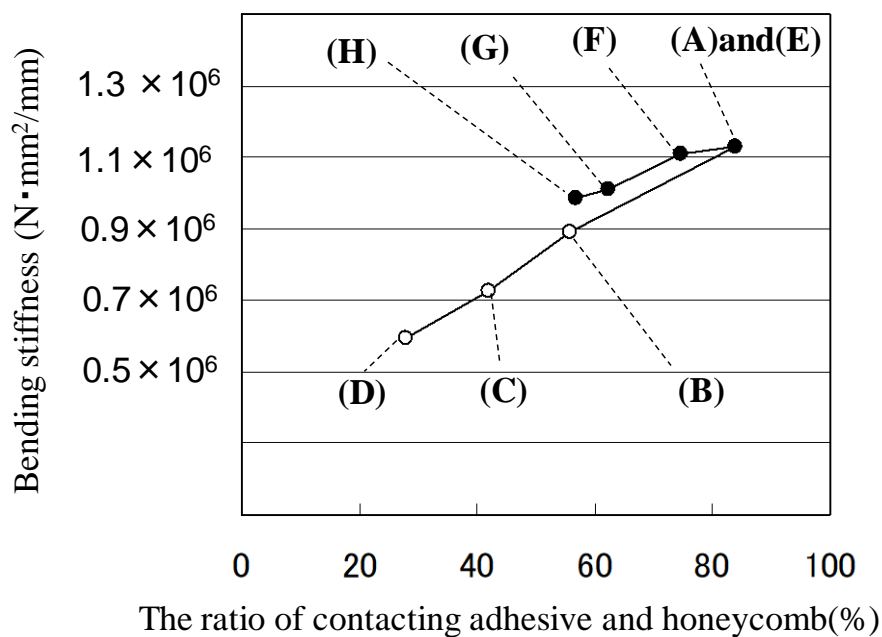 (H)
(G)
(F)
(A)and(E)
1.3 × 10⁶
1.1 × 10⁶
0.9 × 10⁶
0.7 × 10⁶
0.5 × 10⁶
Bending stiffness (N・mm²/mm)
(D)
(C)
(B)
0 20 40 60 80 100
The ratio of contacting adhesive and honeycomb(%)